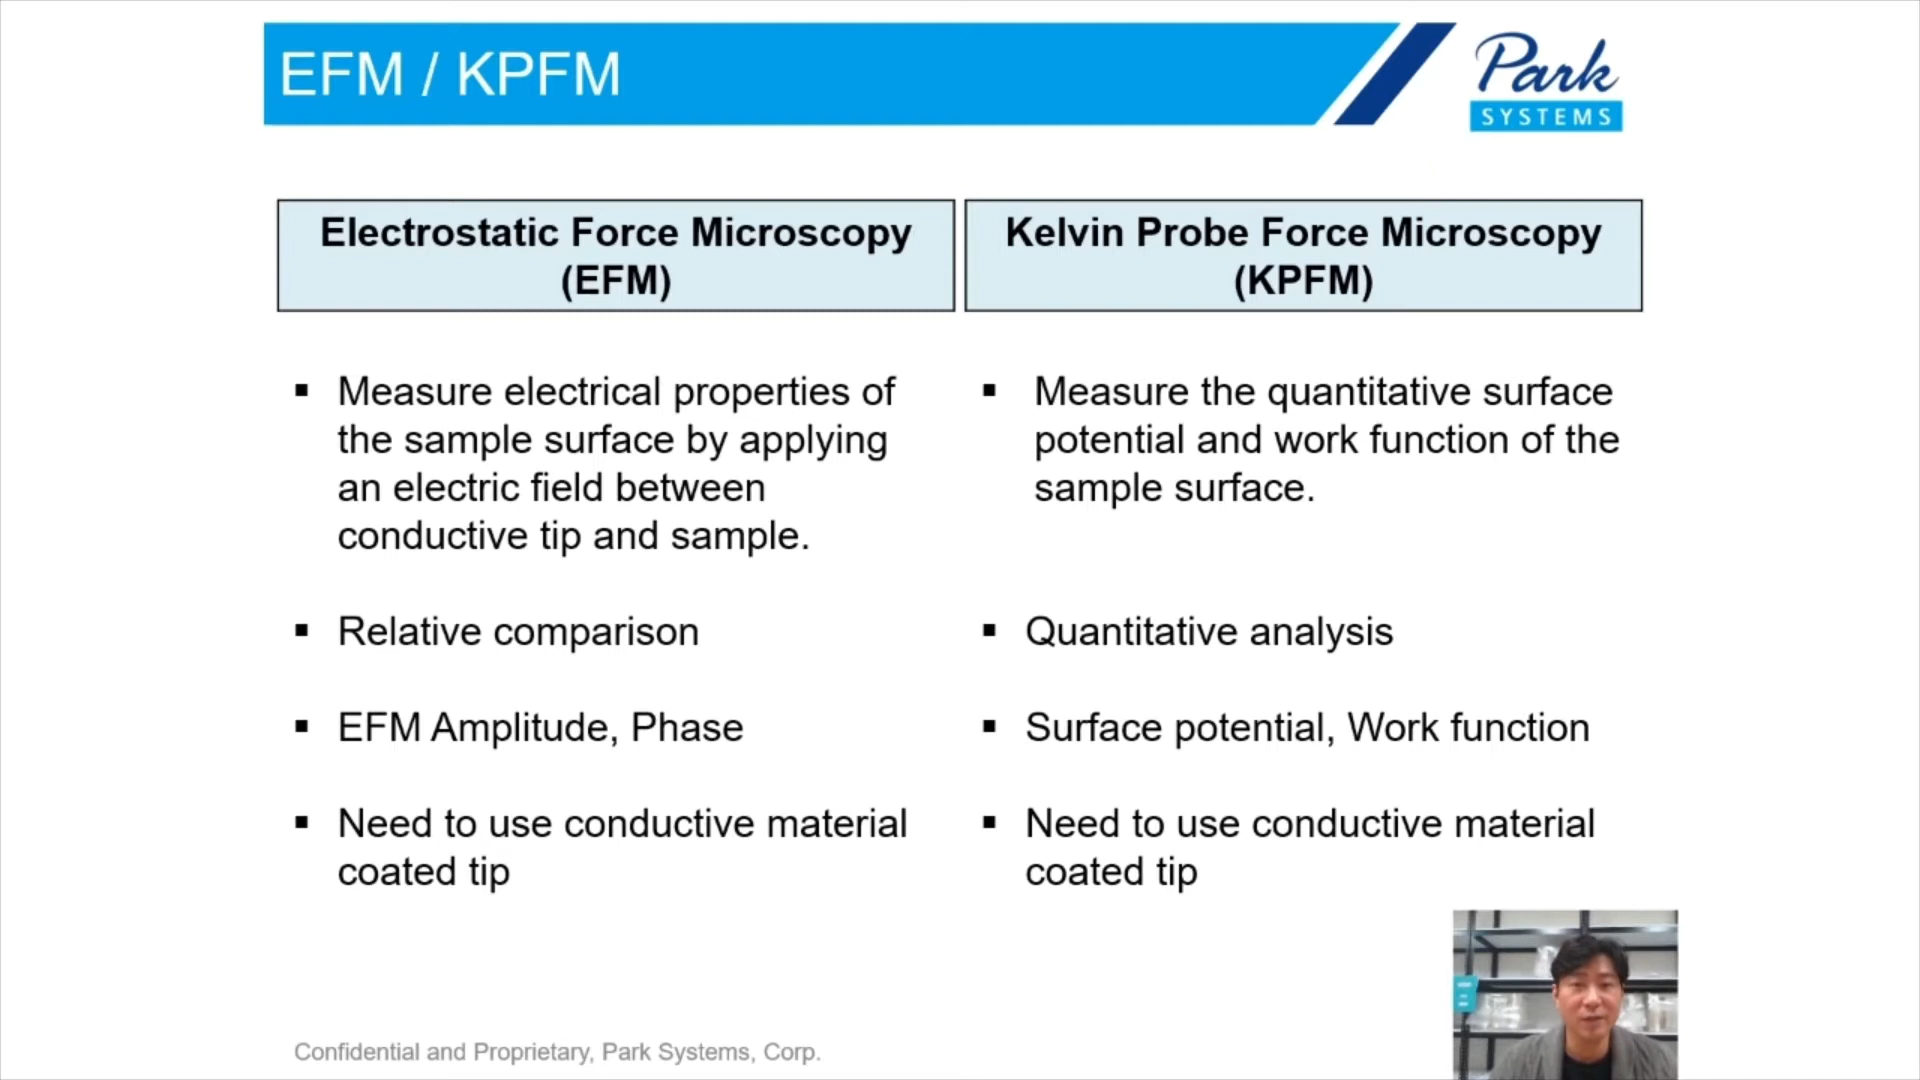 EFM / KPFM
Park
SYSTEMS
Electrostatic Force Microscopy
(EFM)
Kelvin Probe Force Microscopy
(KPFM)
▪ Measure electrical properties of
the sample surface by applying
an electric field between
conductive tip and sample.
▪ Relative comparison
▪ EFM Amplitude, Phase
▪ Need to use conductive material
coated tip
▪ Measure the quantitative surface
potential and work function of the
sample surface.
▪ Quantitative analysis
▪ Surface potential, Work function
▪ Need to use conductive material
coated tip
Confidential and Proprietary, Park Systems, Corp.